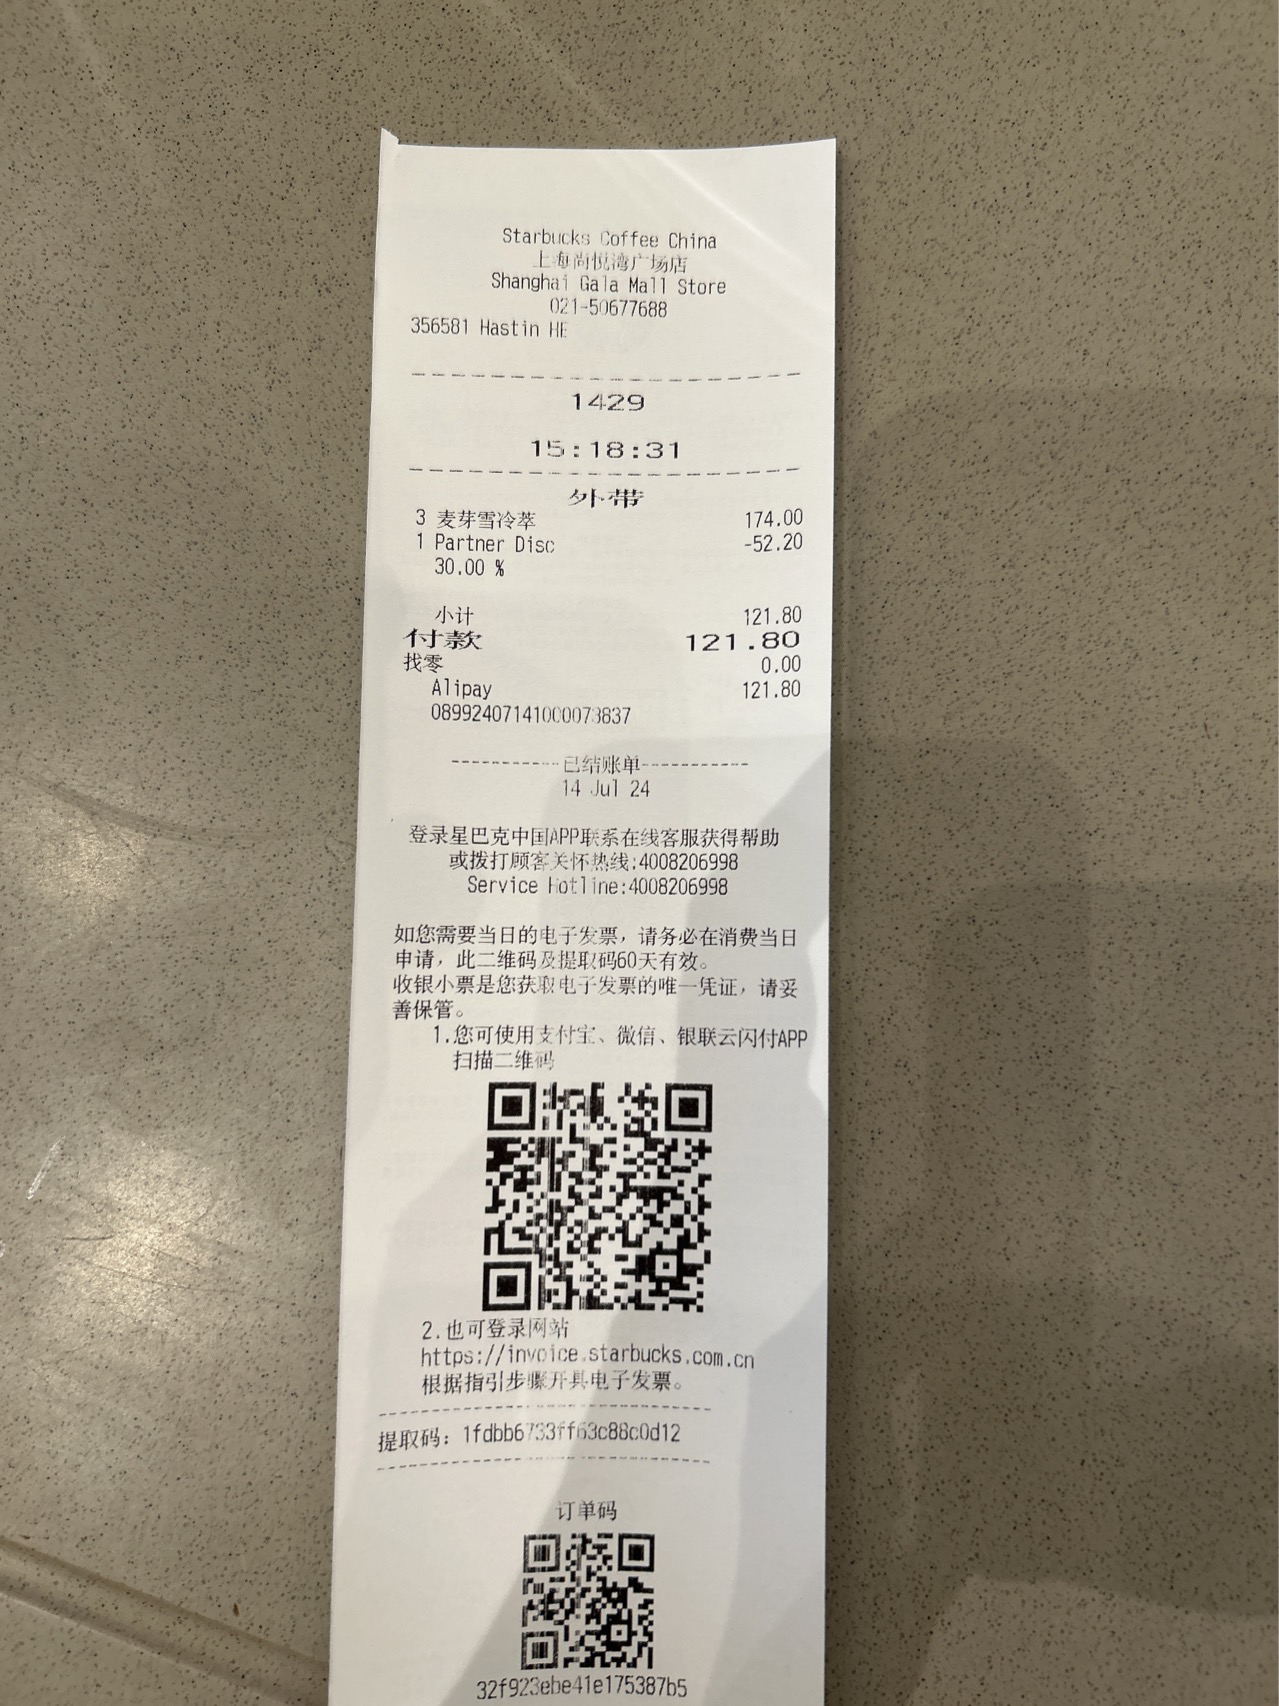 Starbucks Coffee China
上海尚悦湾广场店
Shanghai Gala Mall Store
021-50677688
356581 Hastin HE
1429
15:18:31
外带
3 麦芽雪冷萃 174.00
1 Partner Disc -52.20
30.00 %
小计 121.80
付款 121.80
找零 0.00
Alipay 121.80
08992407141000073837
-----------已结账单-----------
14 Jul 24
登录星巴克中国APP联系在线客服获得帮助
或拨打顾客关怀热线:4008206998
Service Hotline:4008206998
如您需要当日的电子发票，请务必在消费当日
申请，此二维码及提取码60天有效。
收银小票是您获取电子发票的唯一凭证，请妥
善保管。
1.您可使用支付宝、微信、银联云闪付APP
扫描二维码
2.也可登录网站
https://invoice.starbucks.com.cn
根据指引步骤开具电子发票。
提取码: 1fdbb6733ff63c88c0d12
订单码
32f923ebe41e175387b5